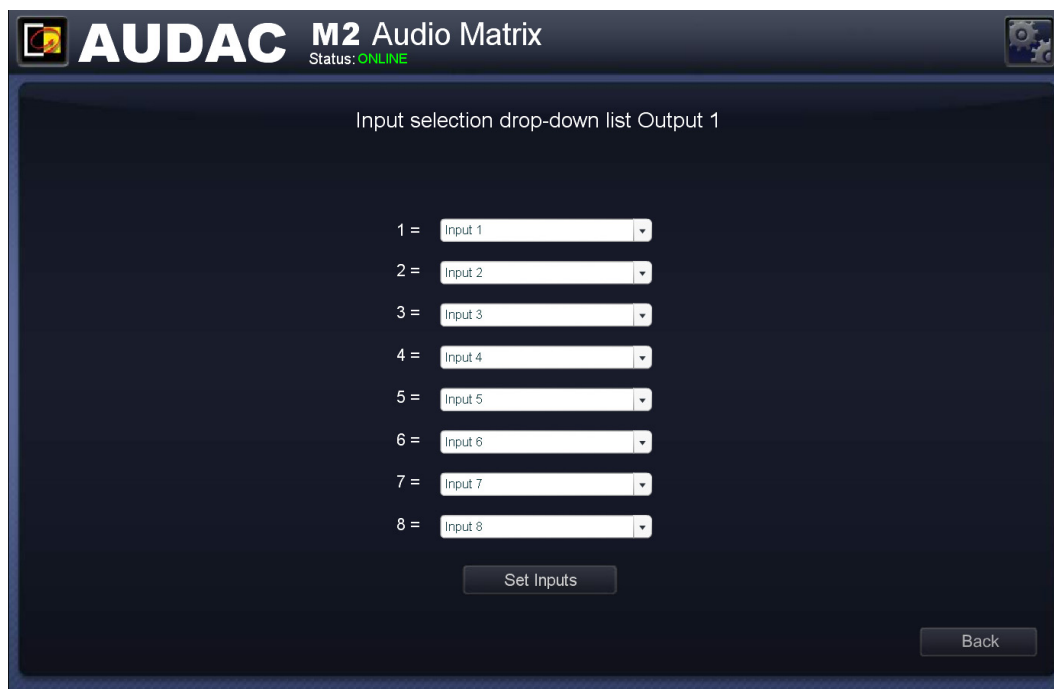 AUDAC M2 Audio Matrix
Status: ONLINE
Input selection drop-down list Output 1
1 = Input 1
2 = Input 2
3 = Input 3
4 = Input 4
5 = Input 5
6 = Input 6
7 = Input 7
8 = Input 8
Set Inputs
Back